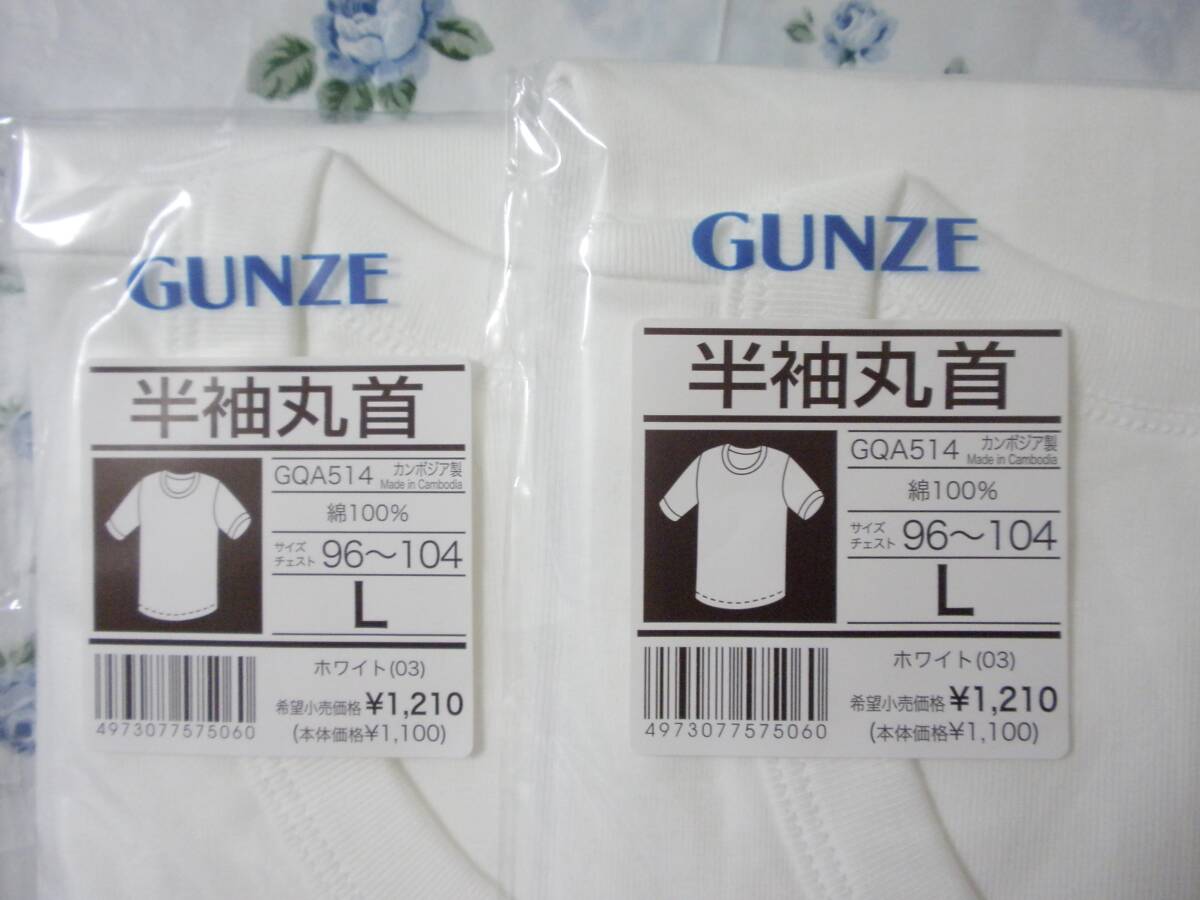 GUNZE
半袖丸首
GQA514 カンボジア製
Made in Cambodia
綿100%
サイズ
チェスト 96〜104
L
ホワイト(03)
希望小売価格 ¥1,210
(本体価格¥1,100)
4973077575060
GUNZE
半袖丸首
GQA514 カンボジア製
Made in Cambodia
綿100%
サイズ
チェスト 96〜104
L
ホワイト(03)
希望小売価格 ¥1,210
(本体価格¥1,100)
4973077575060